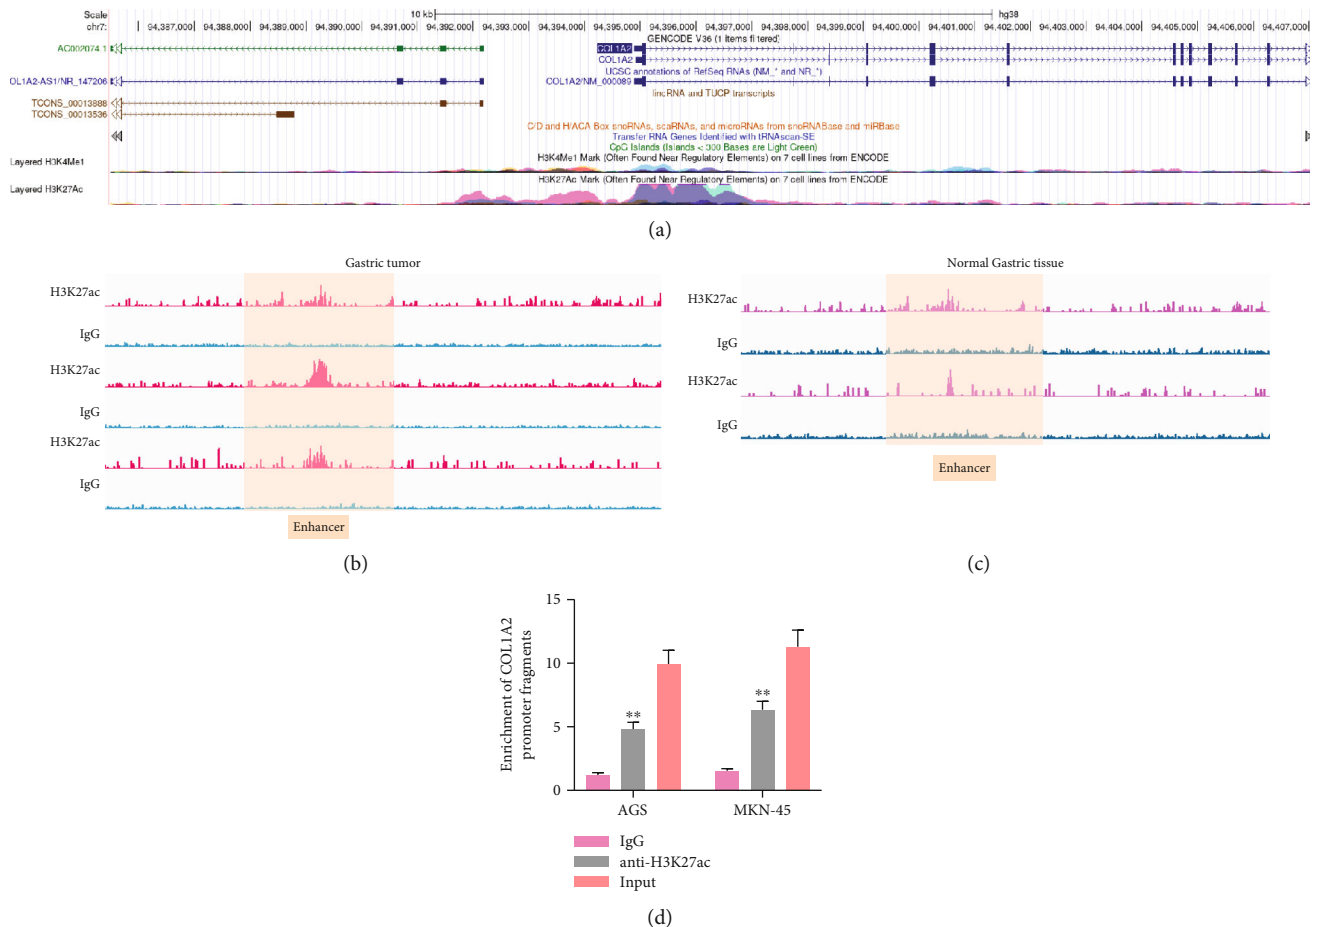 Scale 10 kb hg38
chr7: 94,387,000 94,388,000 94,389,000 94,390,000 94,391,000 94,392,000 94,393,000 94,394,000 94,395,000 94,396,000 94,397,000 94,398,000 94,399,000 94,400,000 94,401,000 94,402,000 94,403,000 94,404,000 94,405,000 94,406,000 94,407,000
GENCODE V36 (1 items filtered)
AC002074.1 COL1A2
COL1A2
UCSC annotations of RefSeq RNAs (NM_* and NR_*)
OL1A2-AS1/NR_147206 COL1A2/NM_000089
lincRNA and TUCP transcripts
TCONS_00013888
TCONS_00013536
C/D and H/ACA Box snoRNAs, scaRNAs, and microRNAs from snoRNABase and miRBase
Transfer RNA Genes Identified with tRNAscan-SE
CpG Islands (Islands < 300 Bases are Light Green)
H3K4Me1 Mark (Often Found Near Regulatory Elements) on 7 cell lines from ENCODE
Layered H3K4Me1
H3K27Ac Mark (Often Found Near Regulatory Elements) on 7 cell lines from ENCODE
Layered H3K27Ac
(a)
Gastric tumor
H3K27ac
IgG
H3K27ac
IgG
H3K27ac
IgG
Enhancer
(b)
Normal Gastric tissue
H3K27ac
IgG
H3K27ac
IgG
Enhancer
(c)
Enrichment of COL1A2
promoter fragments
15
10
5
0
**
**
AGS MKN-45
IgG
anti-H3K27ac
Input
(d)